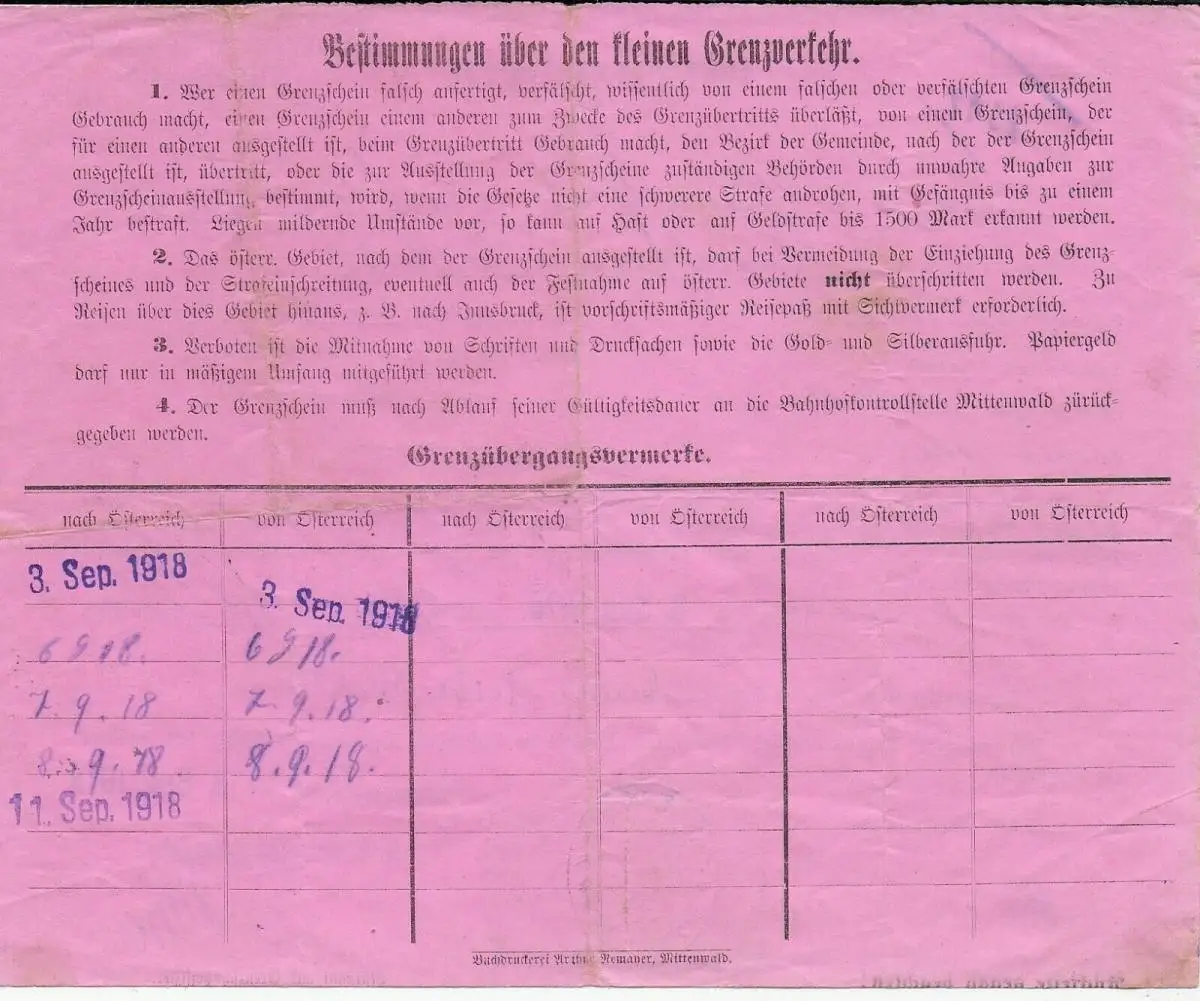 Bestimmungen über den kleinen Grenzverkehr.
1. Wer einen Grenzschein falsch anfertigt, verfälscht, wissentlich von einem falschen oder verfälschten Grenzschein
Gebrauch macht, einen Grenzschein einem anderen zum Zwecke des Grenzübertritts überläßt, von einem Grenzschein, der
für einen anderen ausgestellt ist, beim Grenzübertritt Gebrauch macht, den Bezirk der Gemeinde, nach der der Grenzschein
ausgestellt ist, übertritt, oder die zur Ausstellung der Grenzscheine zuständigen Behörden durch unwahre Angaben zur
Grenzscheinausstellung bestimmt, wird, wenn die Gesetze nicht eine schwerere Strafe androhen, mit Gefängnis bis zu einem
Jahr bestraft. Liegen mildernde Umstände vor, so kann auf Haft oder auf Geldstrafe bis 1500 Mark erkannt werden.
2. Das österr. Gebiet, nach dem der Grenzschein ausgestellt ist, darf bei Vermeidung der Einziehung des Grenz-
scheines und der Strafeinschreitung, eventuell auch der Festnahme auf österr. Gebiete nicht überschritten werden. Zu
Reisen über dies Gebiet hinaus, z. B. nach Innsbruck, ist vorschriftsmäßiger Reisepaß mit Sichtvermerk erforderlich.
3. Verboten ist die Mitnahme von Schriften und Drucksachen sowie die Gold- und Silberausfuhr. Papiergeld
darf nur in mäßigem Umfang mitgeführt werden.
4. Der Grenzschein muß nach Ablauf seiner Gültigkeitsdauer an die Bahnhofkontrollstelle Mittenwald zürück-
gegeben werden.
Grenzübergangsvermerke.
nach Österreich von Österreich nach Österreich von Österreich nach Österreich von Österreich
3. Sep. 1918 3. Sep. 1918
6 9 18. 6 9 18.
7. 9. 18 7. 9. 18.
8. 9. 18 8. 9. 18.
11. Sep. 1918
Buchdruckerei Arthur Nemayer, Mittenwald.